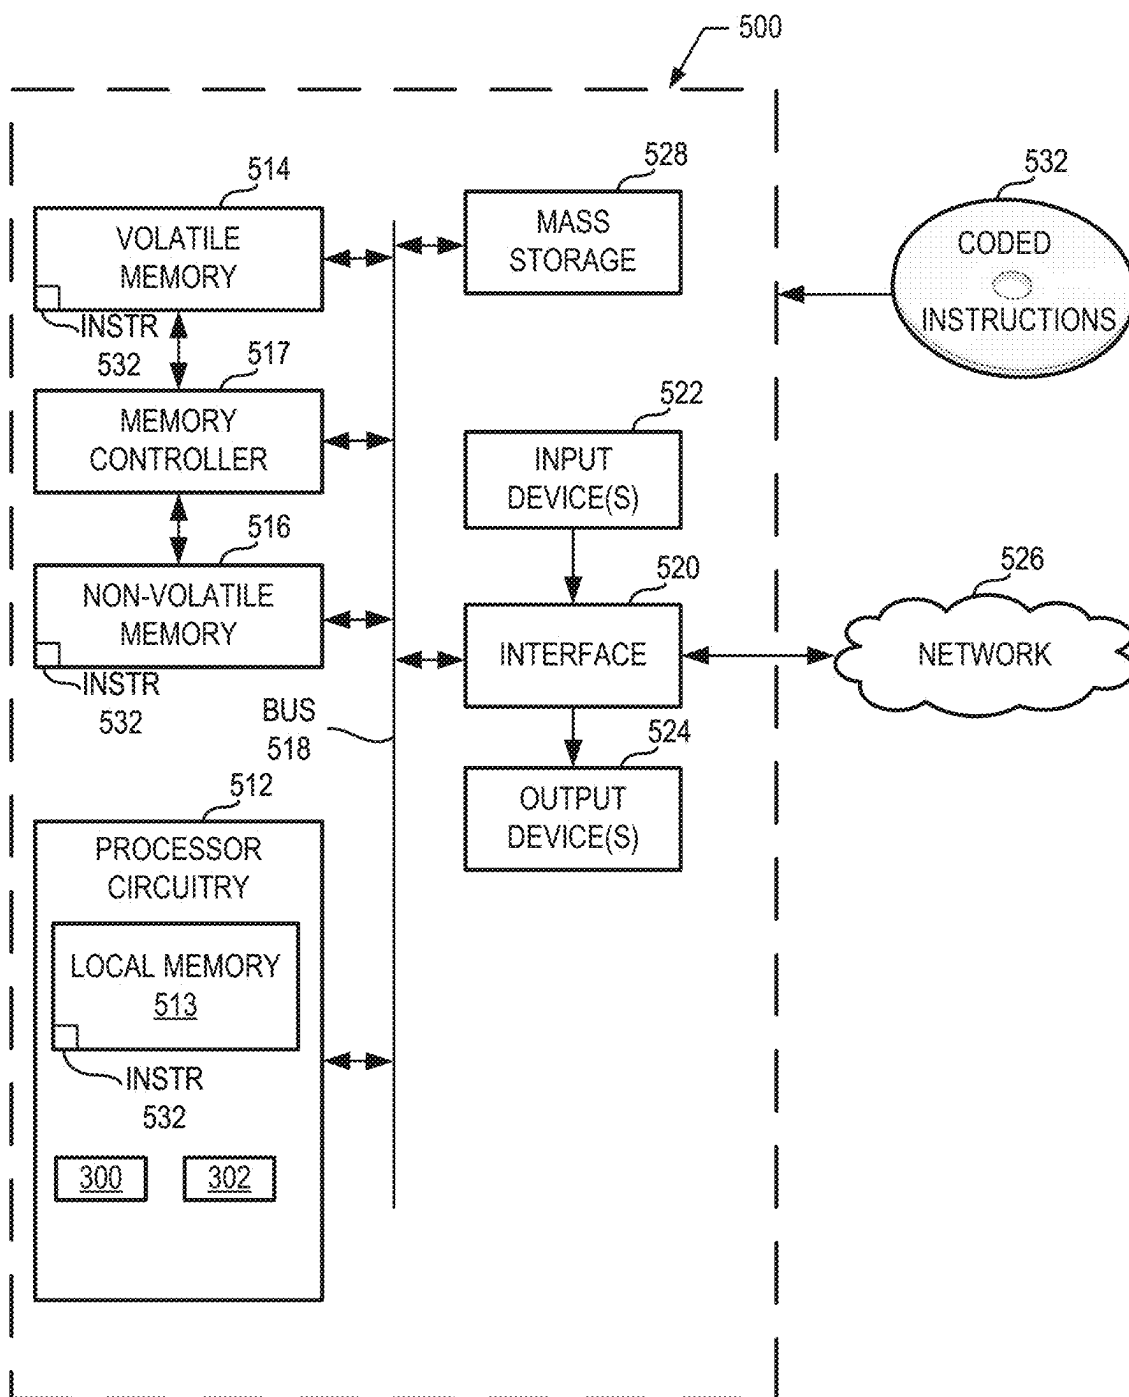 500
514
VOLATILE
MEMORY
INSTR
532
517
MEMORY
CONTROLLER
516
NON-VOLATILE
MEMORY
INSTR
532
BUS
518
512
PROCESSOR
CIRCUITRY
LOCAL MEMORY
513
INSTR
532
300
302
528
MASS
STORAGE
522
INPUT
DEVICE(S)
520
INTERFACE
524
OUTPUT
DEVICE(S)
532
CODED
INSTRUCTIONS
526
NETWORK